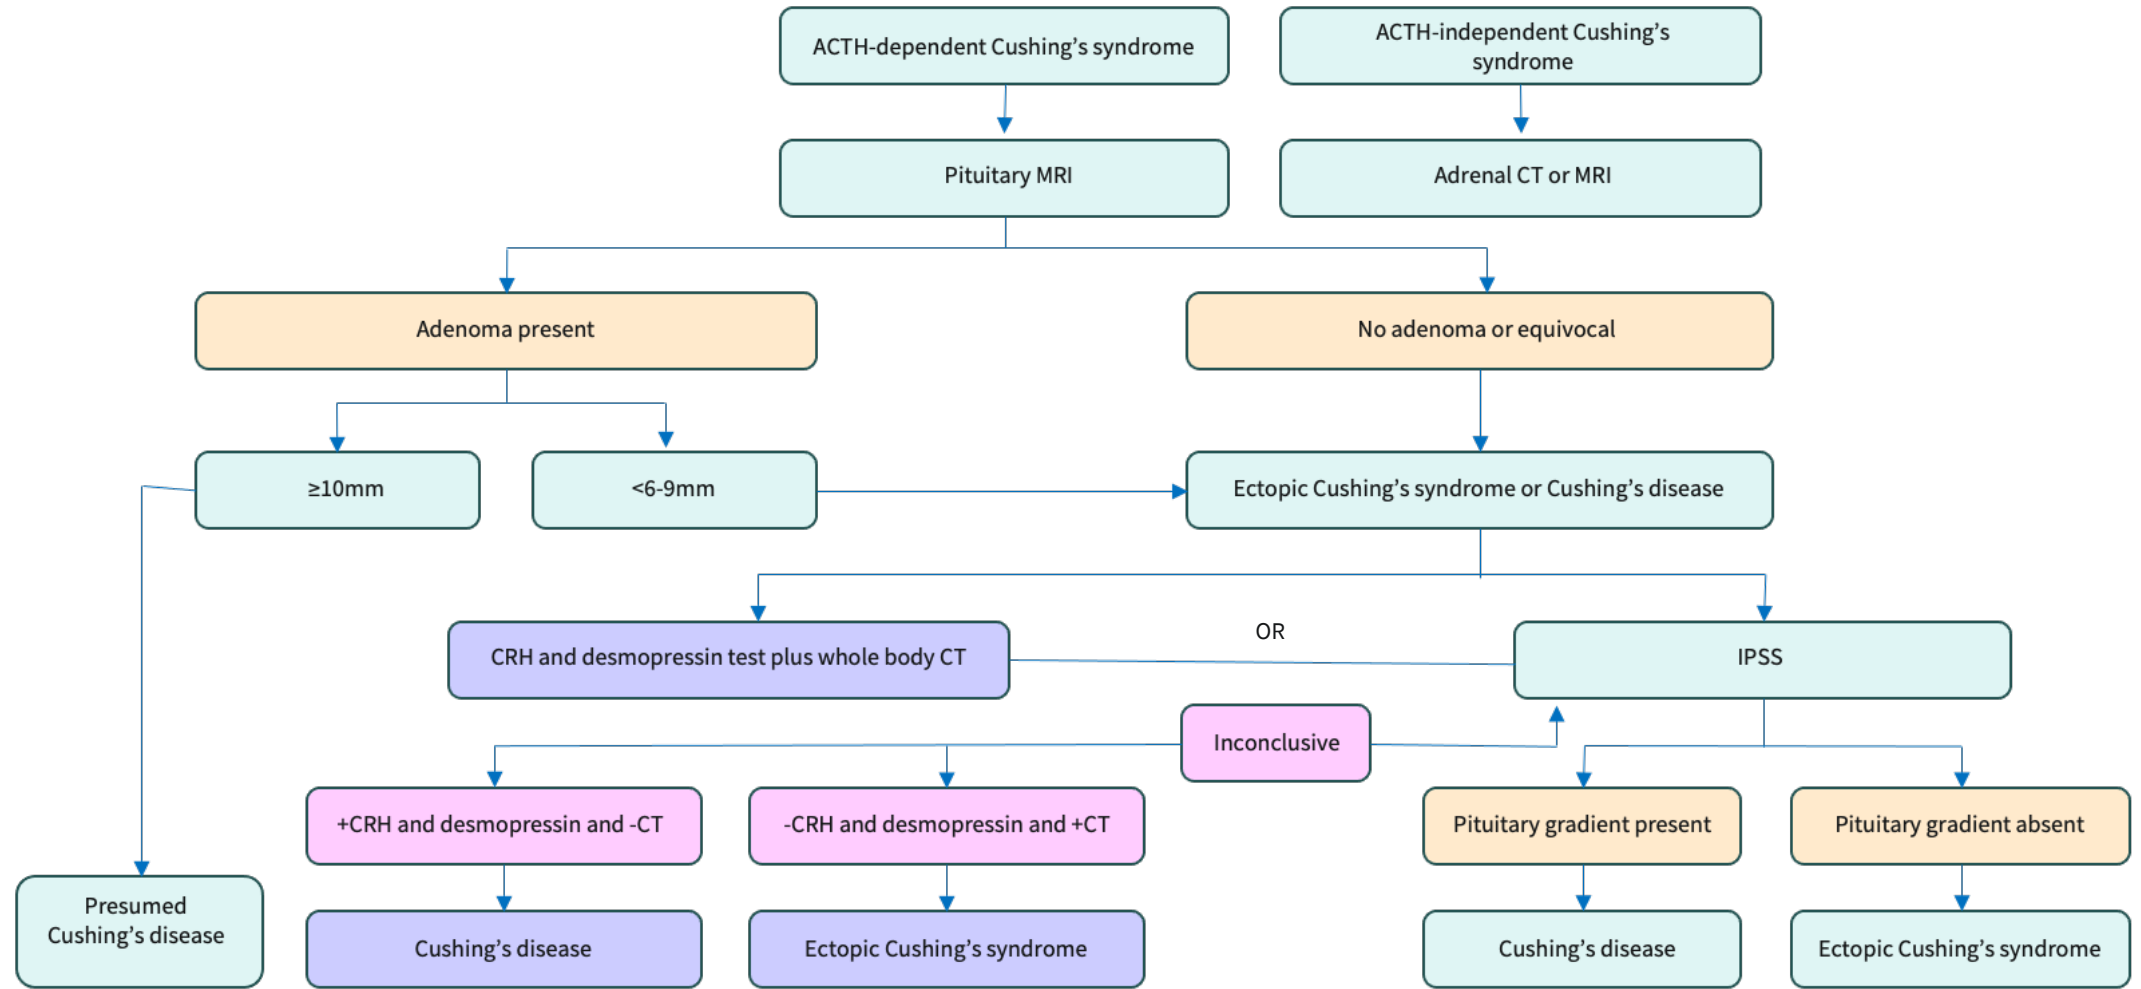 ACTH-dependent Cushing’s syndrome
ACTH-independent Cushing’s
syndrome
Pituitary MRI
Adrenal CT or MRI
Adenoma present
No adenoma or equivocal
≥10mm
<6-9mm
Ectopic Cushing’s syndrome or Cushing’s disease
OR
CRH and desmopressin test plus whole body CT
IPSS
Inconclusive
+CRH and desmopressin and -CT
-CRH and desmopressin and +CT
Pituitary gradient present
Pituitary gradient absent
Presumed
Cushing’s disease
Cushing’s disease
Ectopic Cushing’s syndrome
Cushing’s disease
Ectopic Cushing’s syndrome